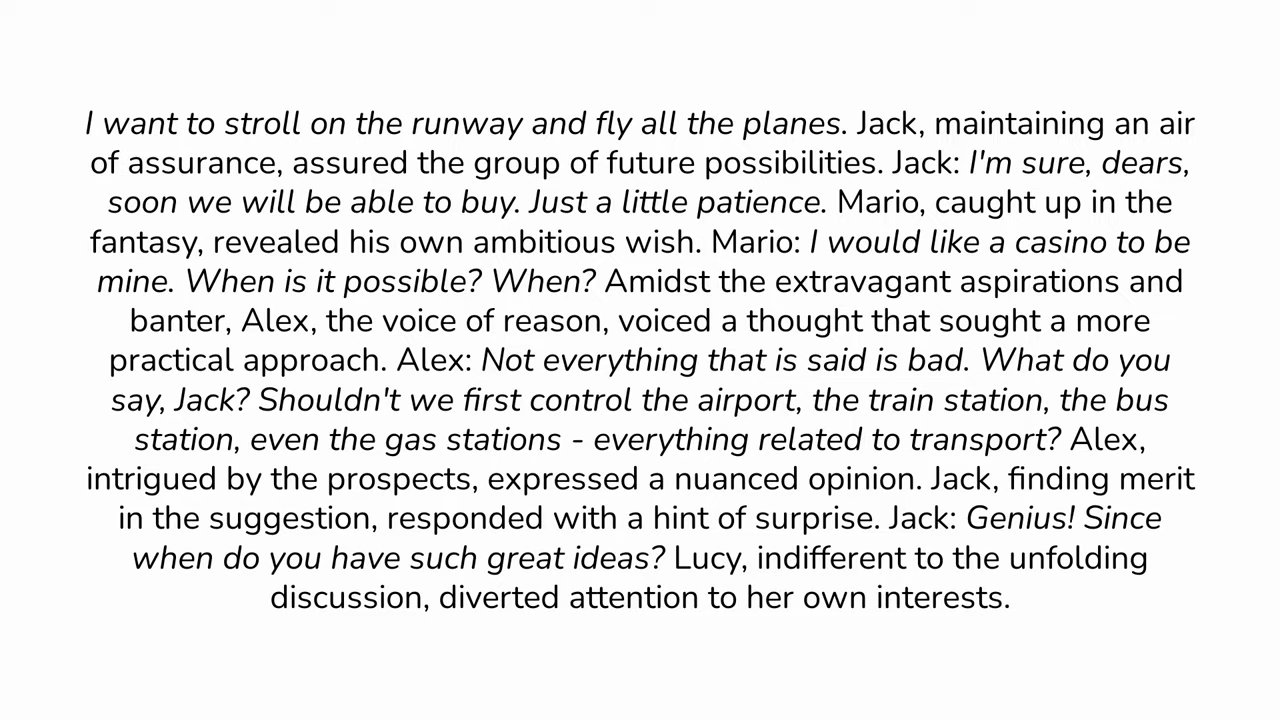 I want to stroll on the runway and fly all the planes. Jack, maintaining an air
of assurance, assured the group of future possibilities. Jack: I'm sure, dears,
soon we will be able to buy. Just a little patience. Mario, caught up in the
fantasy, revealed his own ambitious wish. Mario: I would like a casino to be
mine. When is it possible? When? Amidst the extravagant aspirations and
banter, Alex, the voice of reason, voiced a thought that sought a more
practical approach. Alex: Not everything that is said is bad. What do you
say, Jack? Shouldn't we first control the airport, the train station, the bus
station, even the gas stations - everything related to transport? Alex,
intrigued by the prospects, expressed a nuanced opinion. Jack, finding merit
in the suggestion, responded with a hint of surprise. Jack: Genius! Since
when do you have such great ideas? Lucy, indifferent to the unfolding
discussion, diverted attention to her own interests.